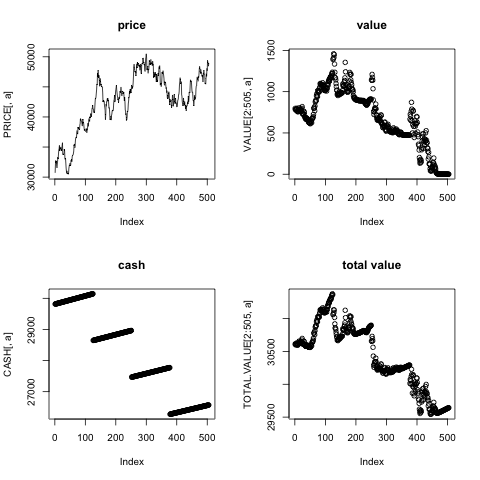 price
PRICE[, a]
30000
40000
50000
0 100 200 300 400 500
Index
value
VALUE[2:505, a]
0
500
1000
1500
0 100 200 300 400 500
Index
cash
CASH[, a]
27000
29000
0 100 200 300 400 500
Index
total value
TOTAL.VALUE[2:505, a]
29500
30500
0 100 200 300 400 500
Index